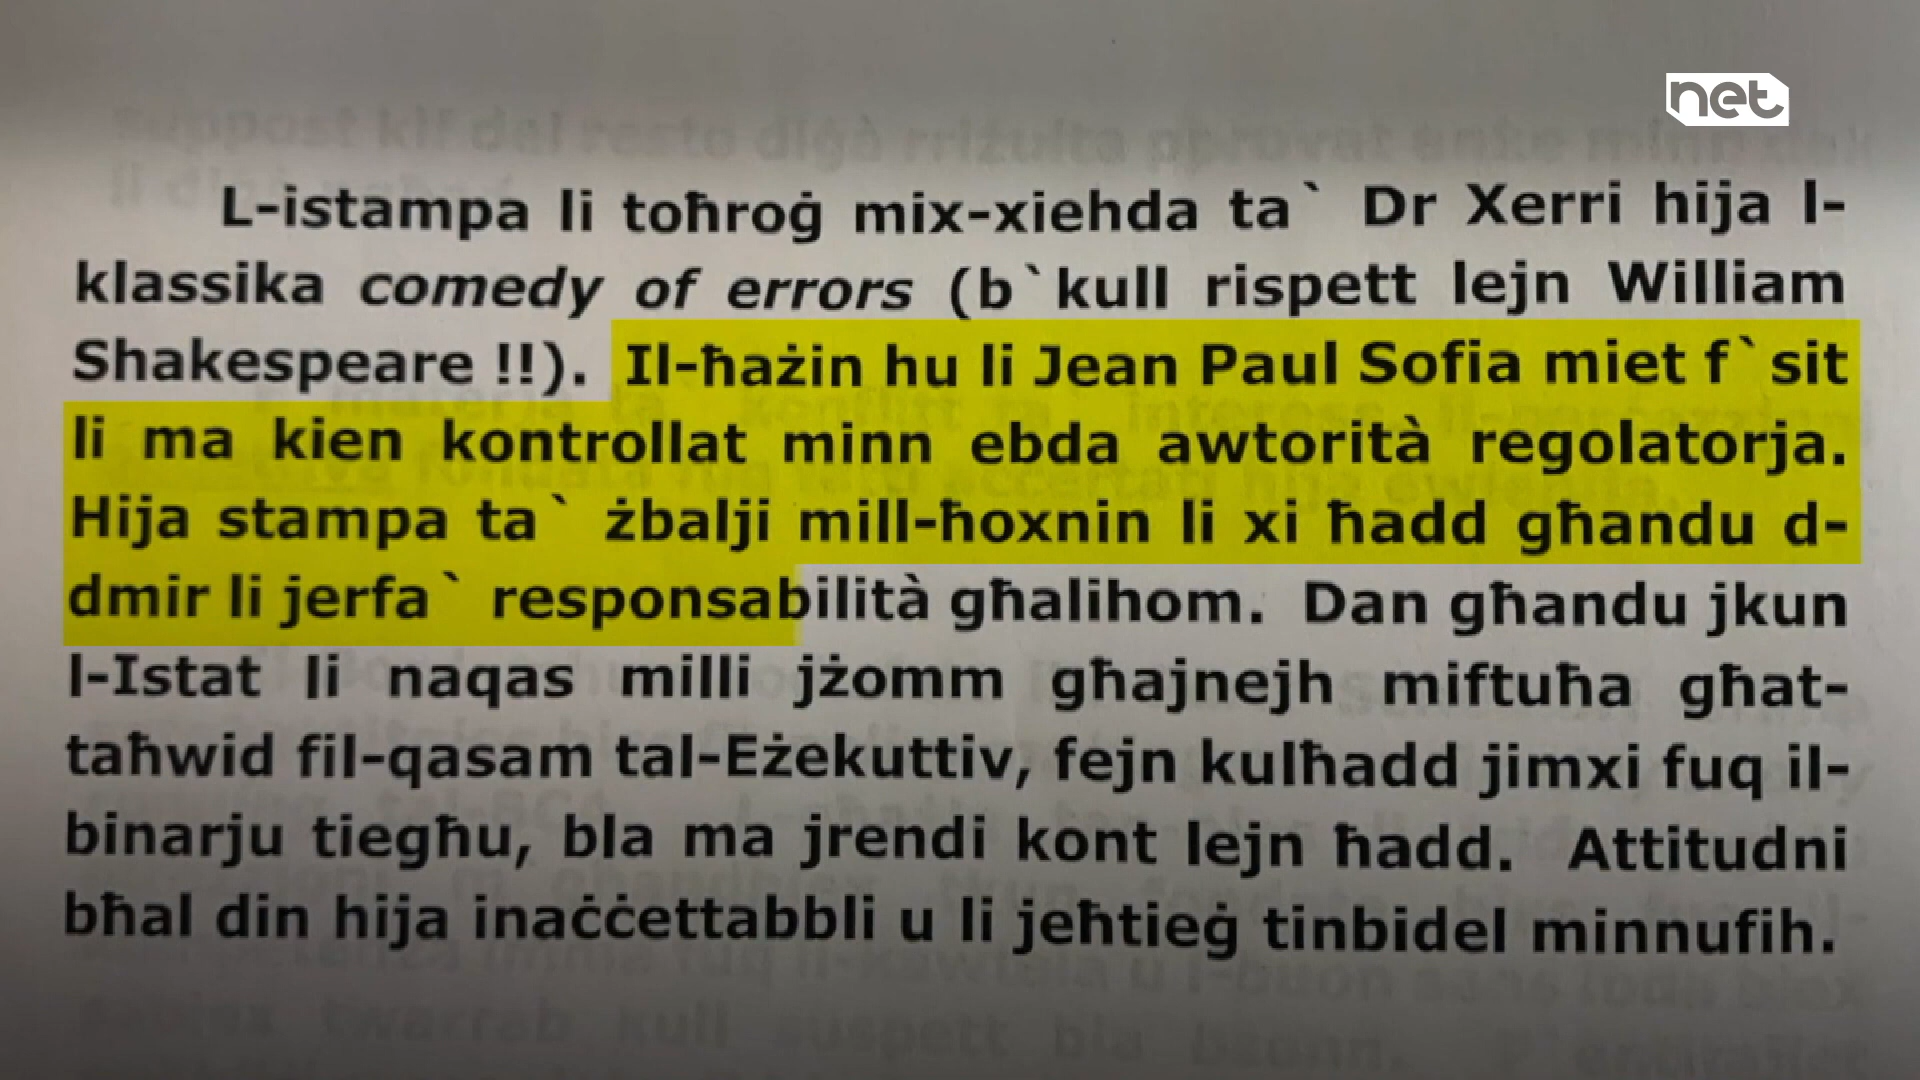 net
L-istampa li toħroġ mix-xiehda ta` Dr Xerri hija l-
klassika comedy of errors (b`kull rispett lejn William
Shakespeare !!). Il-ħażin hu li Jean Paul Sofia miet f`sit
li ma kien kontrollat minn ebda awtorità regolatorja.
Hija stampa ta` żbalji mill-ħoxnin li xi ħadd għandu d-
dmir li jerfa` responsabilità għalihom. Dan għandu jkun
l-Istat li naqas milli jżomm għajnejh miftuħa għat-
taħwid fil-qasam tal-Eżekuttiv, fejn kulħadd jimxi fuq il-
binarju tiegħu, bla ma jrendi kont lejn ħadd. Attitudni
bħal din hija inaċċettabbli u li jeħtieġ tinbidel minnufih.